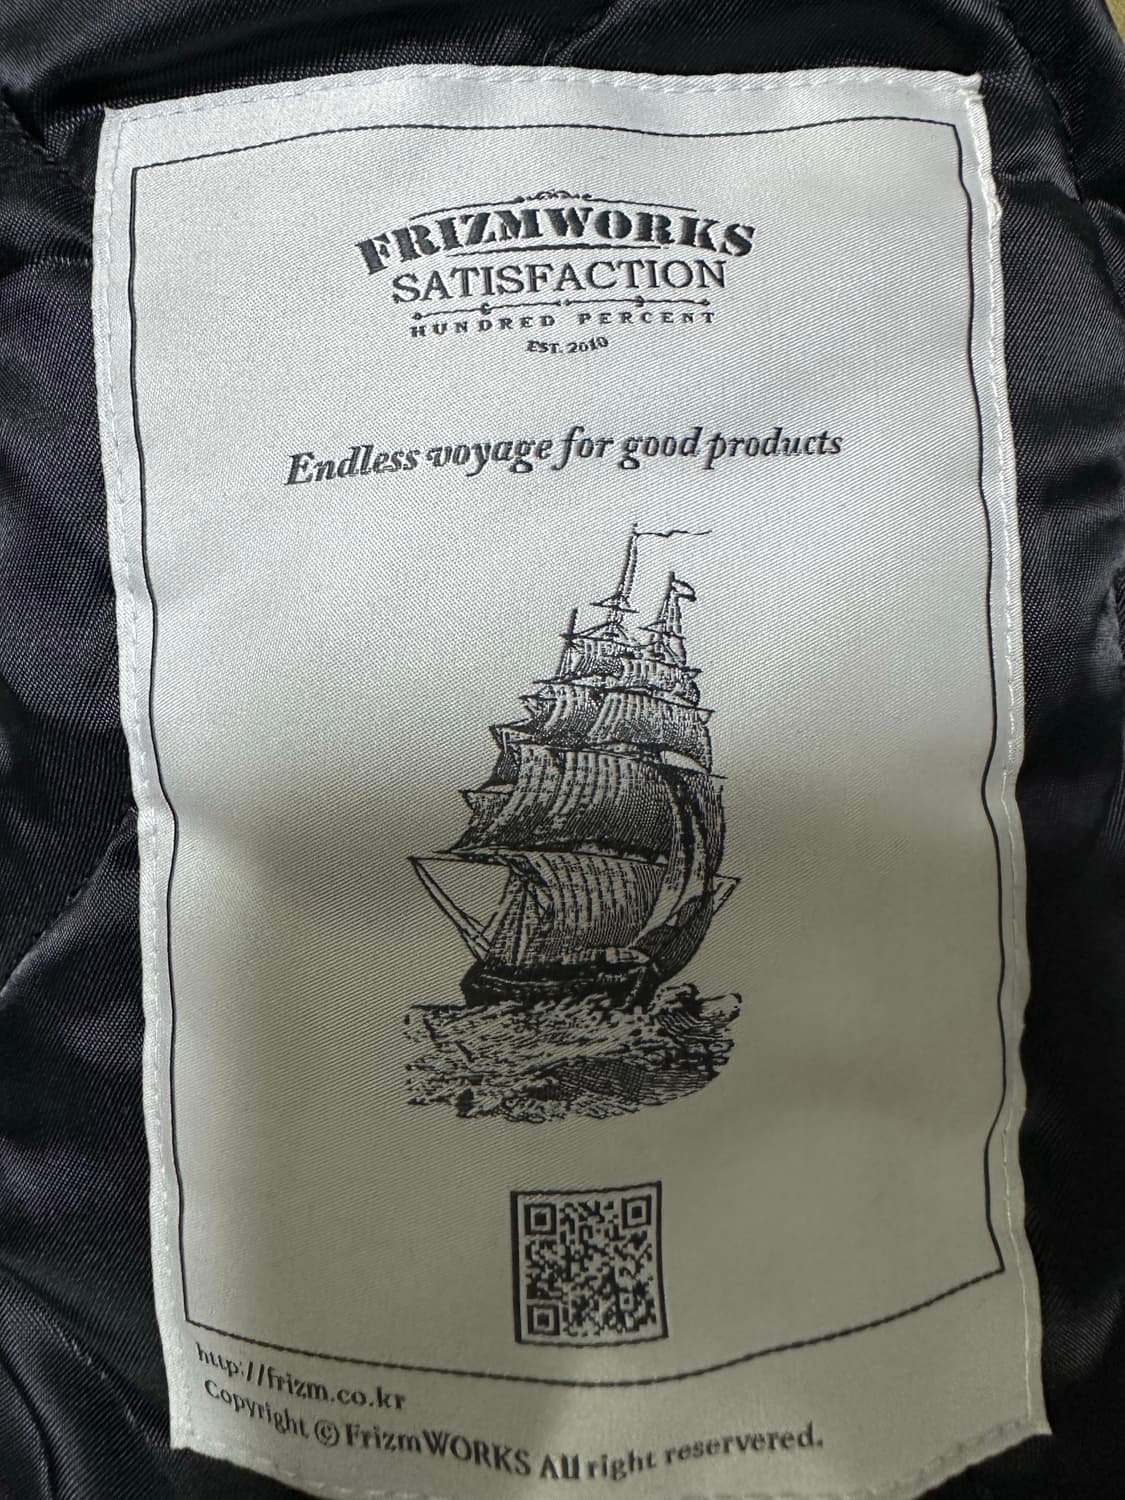 FRIZMWORKS
SATISFACTION
HUNDRED PERCENT
EST. 2010
Endless voyage for good products
http://frizm.co.kr
Copyright © FrizmWORKS All right reservered.